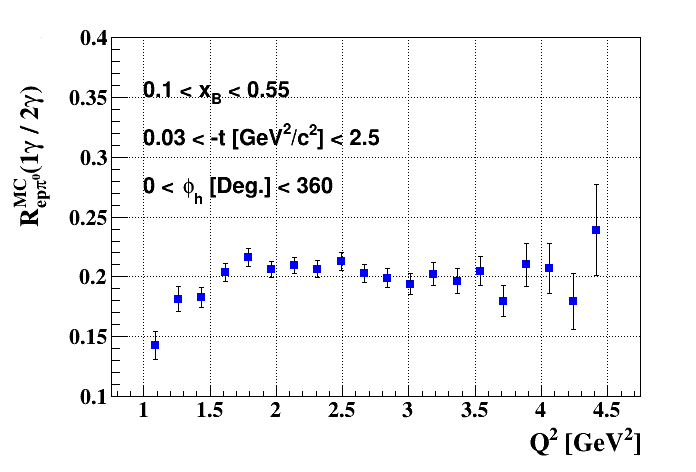 0.4
0.35
0.3
0.25
0.2
0.15
0.1
R^MC_epπ⁰(1γ / 2γ)
0.1 < x_B < 0.55
0.03 < -t [GeV²/c²] < 2.5
0 < ϕ_h [Deg.] < 360
1 1.5 2 2.5 3 3.5 4 4.5
Q² [GeV²]